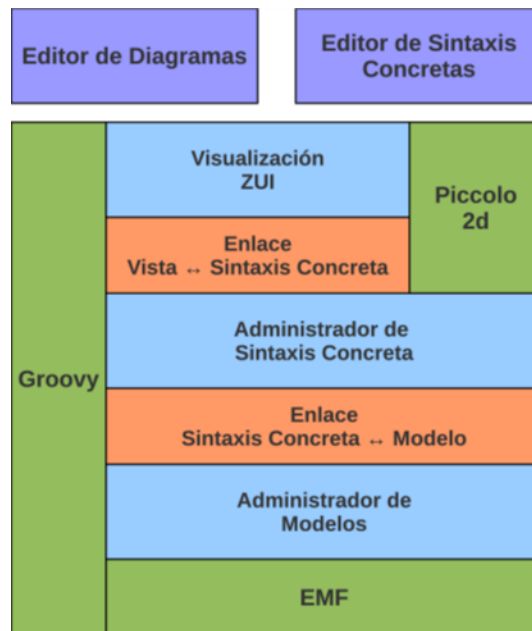 Editor de Diagramas
Editor de Sintaxis
Concretas
Visualización
ZUI
Piccolo
2d
Enlace
Vista ↔ Sintaxis Concreta
Administrador de
Sintaxis Concreta
Groovy
Enlace
Sintaxis Concreta ↔ Modelo
Administrador de
Modelos
EMF